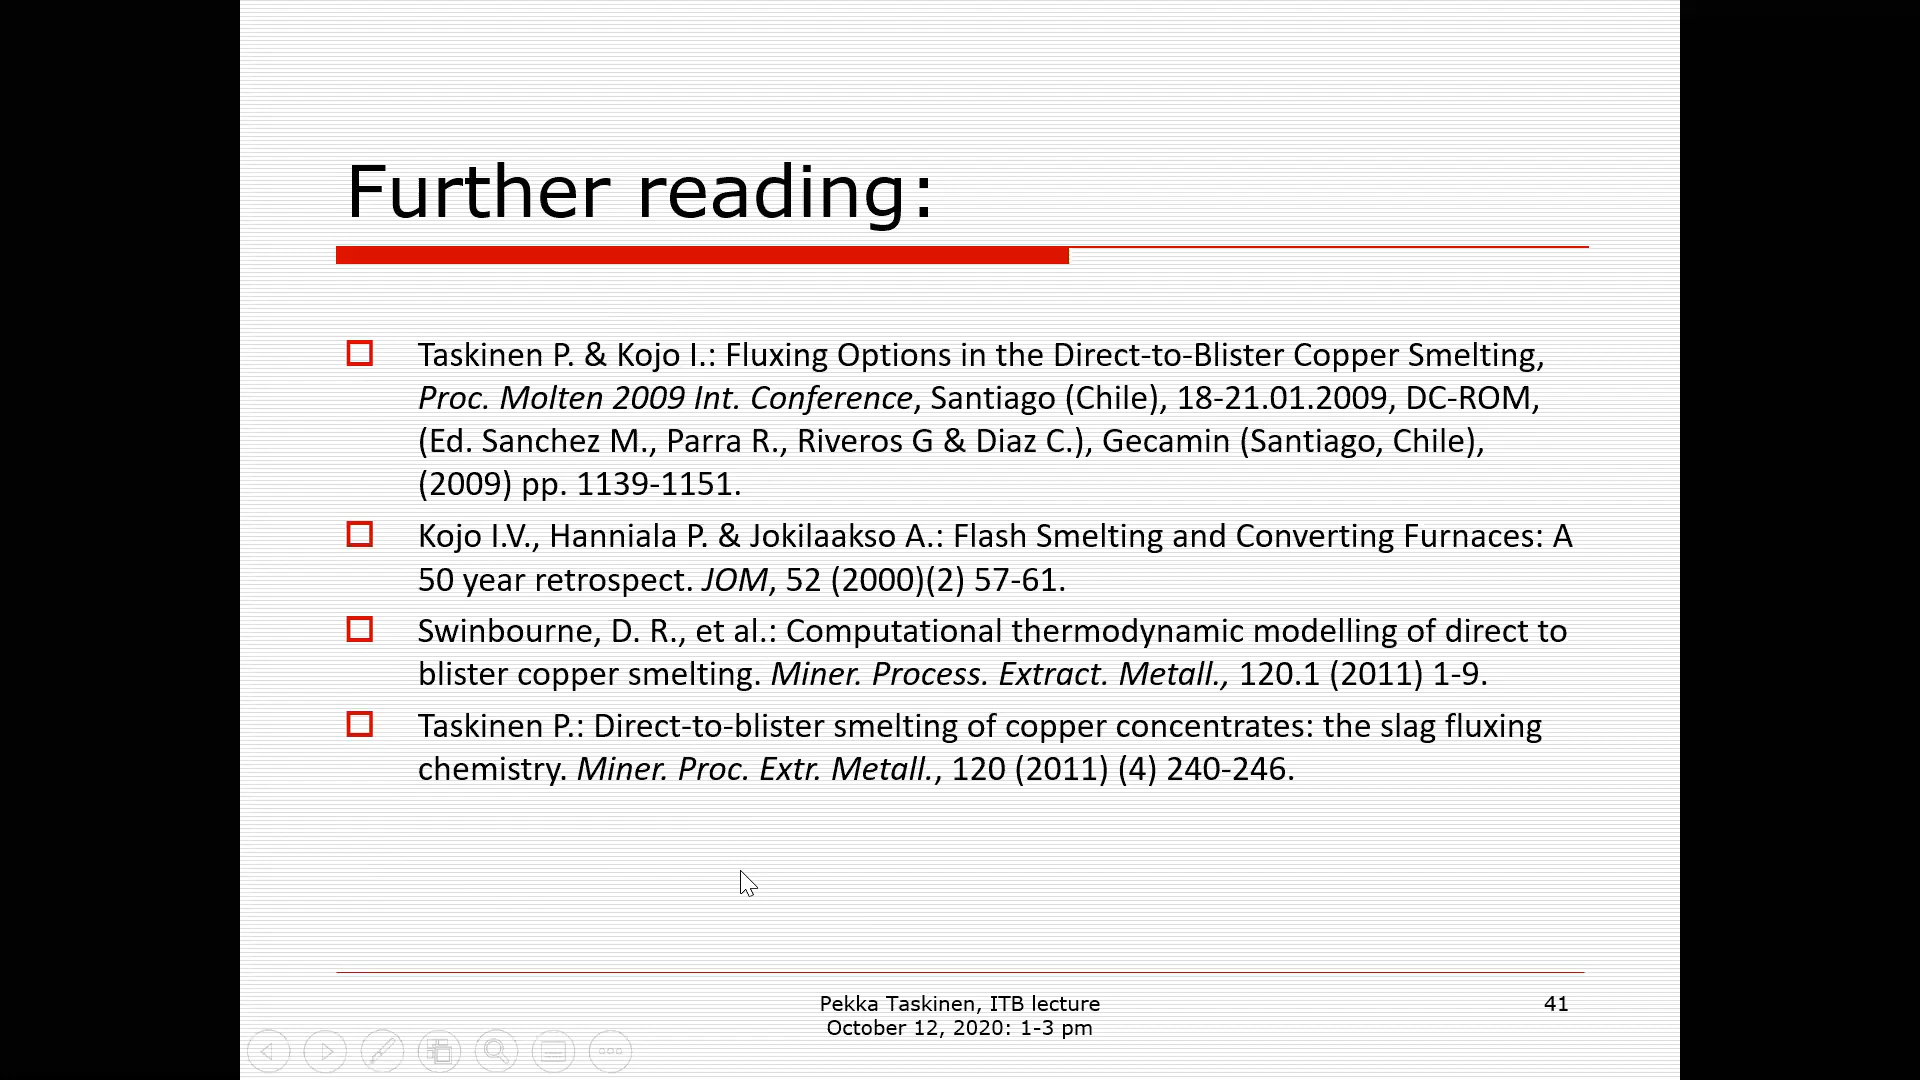 Further reading:
Taskinen P. & Kojo I.: Fluxing Options in the Direct-to-Blister Copper Smelting,
Proc. Molten 2009 Int. Conference, Santiago (Chile), 18-21.01.2009, DC-ROM,
(Ed. Sanchez M., Parra R., Riveros G & Diaz C.), Gecamin (Santiago, Chile),
(2009) pp. 1139-1151.
Kojo I.V., Hanniala P. & Jokilaakso A.: Flash Smelting and Converting Furnaces: A
50 year retrospect. JOM, 52 (2000)(2) 57-61.
Swinbourne, D. R., et al.: Computational thermodynamic modelling of direct to
blister copper smelting. Miner. Process. Extract. Metall., 120.1 (2011) 1-9.
Taskinen P.: Direct-to-blister smelting of copper concentrates: the slag fluxing
chemistry. Miner. Proc. Extr. Metall., 120 (2011) (4) 240-246.
Pekka Taskinen, ITB lecture
October 12, 2020: 1-3 pm
41